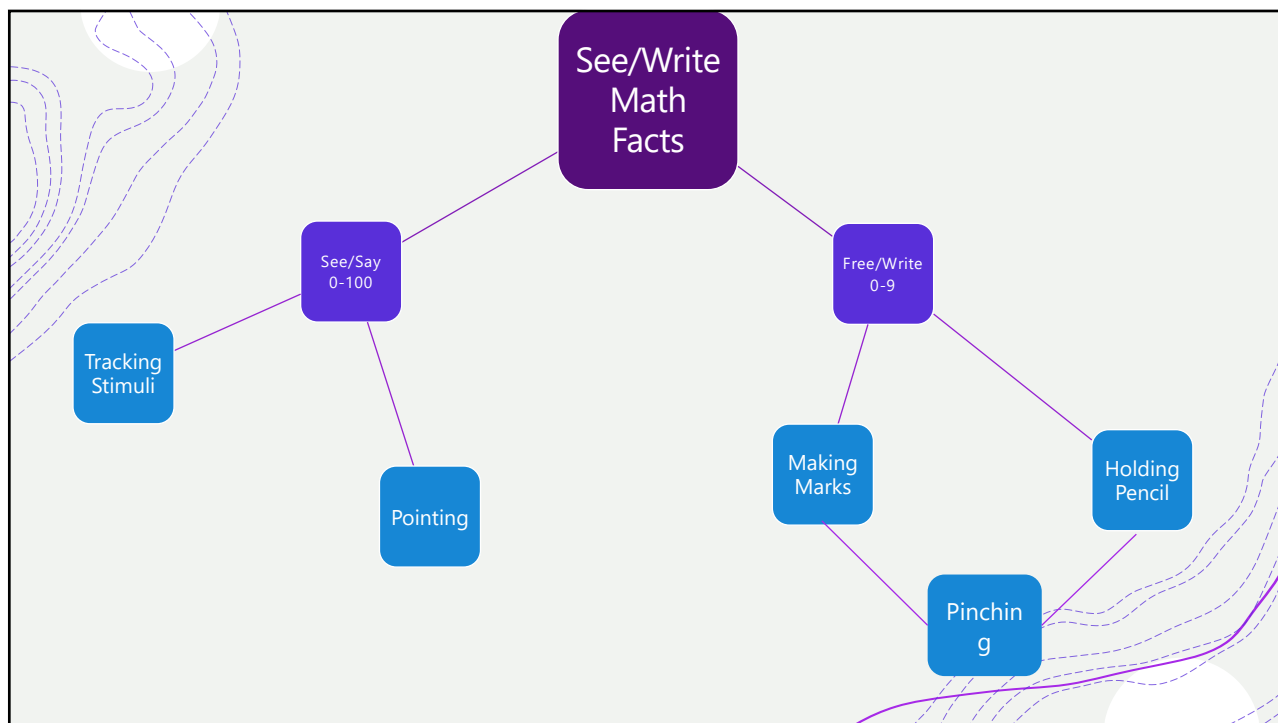 See/Write
Math
Facts
See/Say
0-100
Free/Write
0-9
Tracking
Stimuli
Making
Marks
Holding
Pencil
Pointing
Pinchin
g